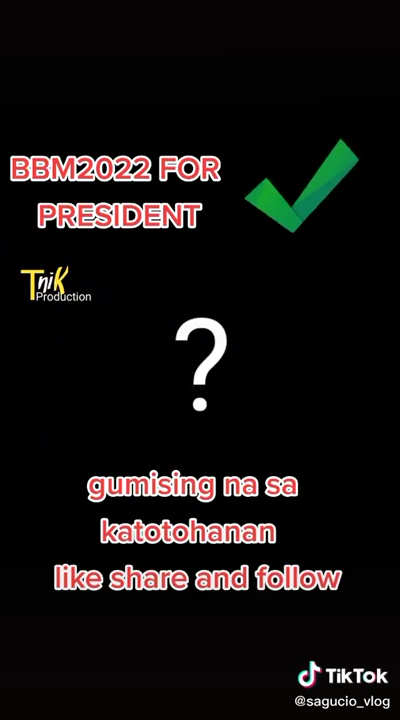 BBM2022 FOR
PRESIDENT
TniK
Production
?
gumising na sa
katotohanan
like share and follow
TikTok
@sagucio_vlog